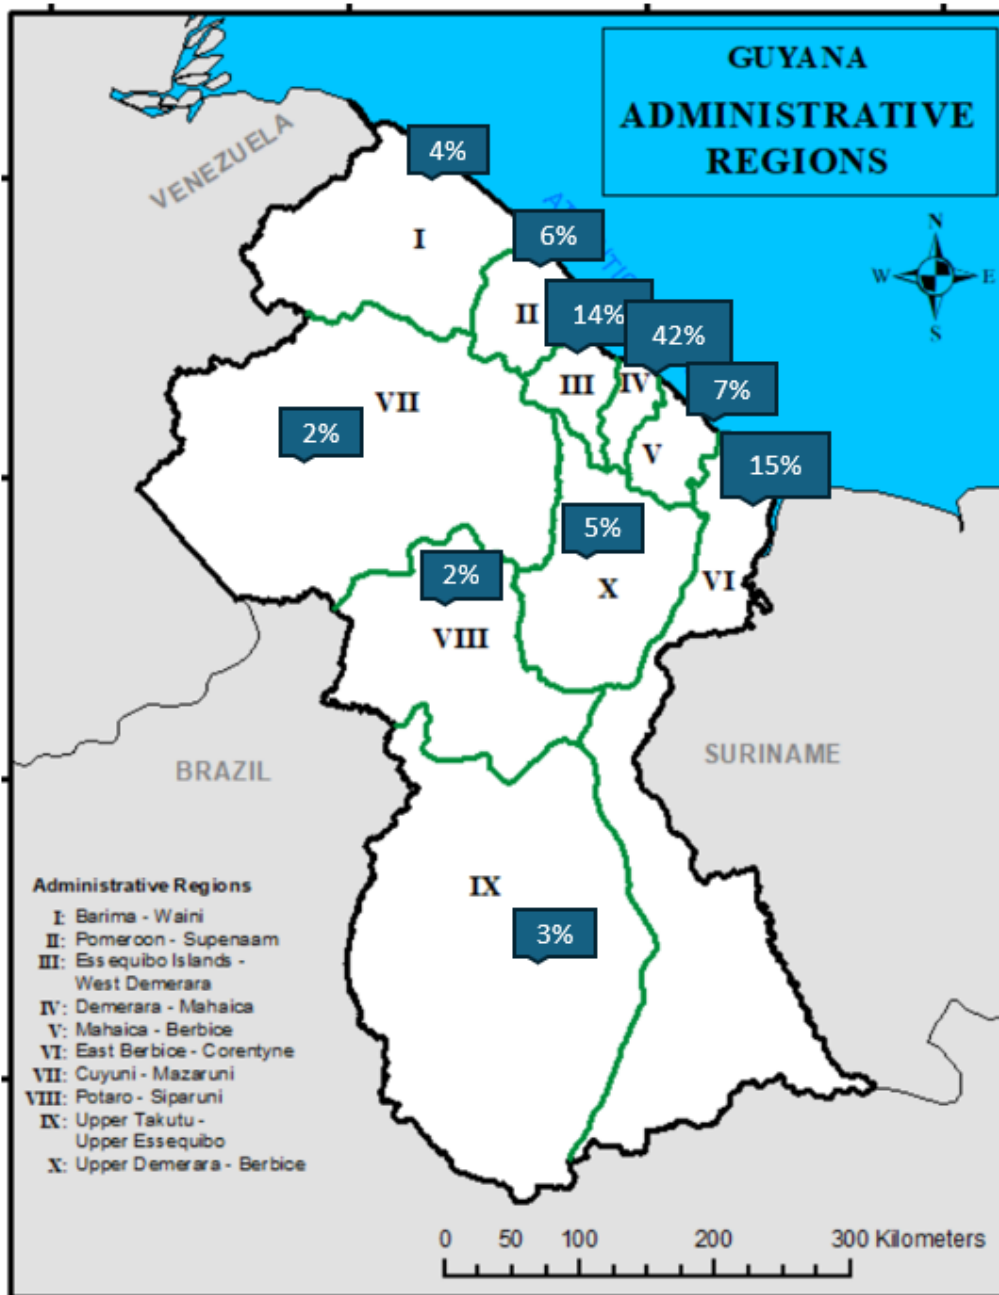 GUYANA
ADMINISTRATIVE
REGIONS
VENEZUELA
4%
I
6%
N
W
E
S
II
14%
42%
III
IV
7%
VII
2%
V
15%
5%
2%
X
VI
VIII
BRAZIL
SURINAME
IX
3%
Administrative Regions
I: Barima - Waini
II: Pomeroon - Supenaam
III: Essequibo Islands -
West Demerara
IV: Demerara - Mahaica
V: Mahaica - Berbice
VI: East Berbice - Corentyne
VII: Cuyuni - Mazaruni
VIII: Potaro - Siparuni
IX: Upper Takutu -
Upper Essequibo
X: Upper Demerara - Berbice
0 50 100 200 300 Kilometers